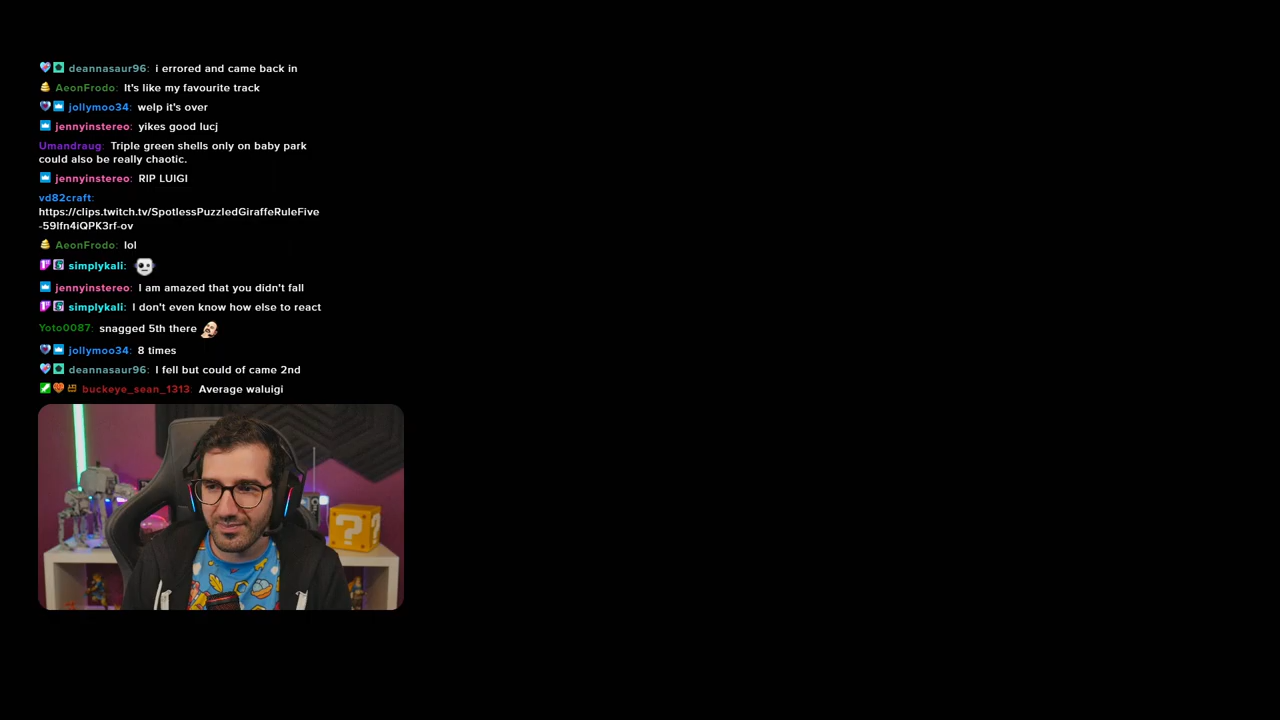 deannasaur96: i errored and came back in
AeonFrodo: It's like my favourite track
jollymoo34: welp it's over
jennyinstereo: yikes good lucj
Umandraug: Triple green shells only on baby park
could also be really chaotic.
jennyinstereo: RIP LUIGI
vd82craft:
https://clips.twitch.tv/SpotlessPuzzledGiraffeRuleFive
-59lfn4iQPK3rf-ov
AeonFrodo: lol
simplykali:
jennyinstereo: I am amazed that you didn't fall
simplykali: I don't even know how else to react
Yoto0087: snagged 5th there
jollymoo34: 8 times
deannasaur96: I fell but could of came 2nd
buckeye_sean_1313: Average waluigi
?